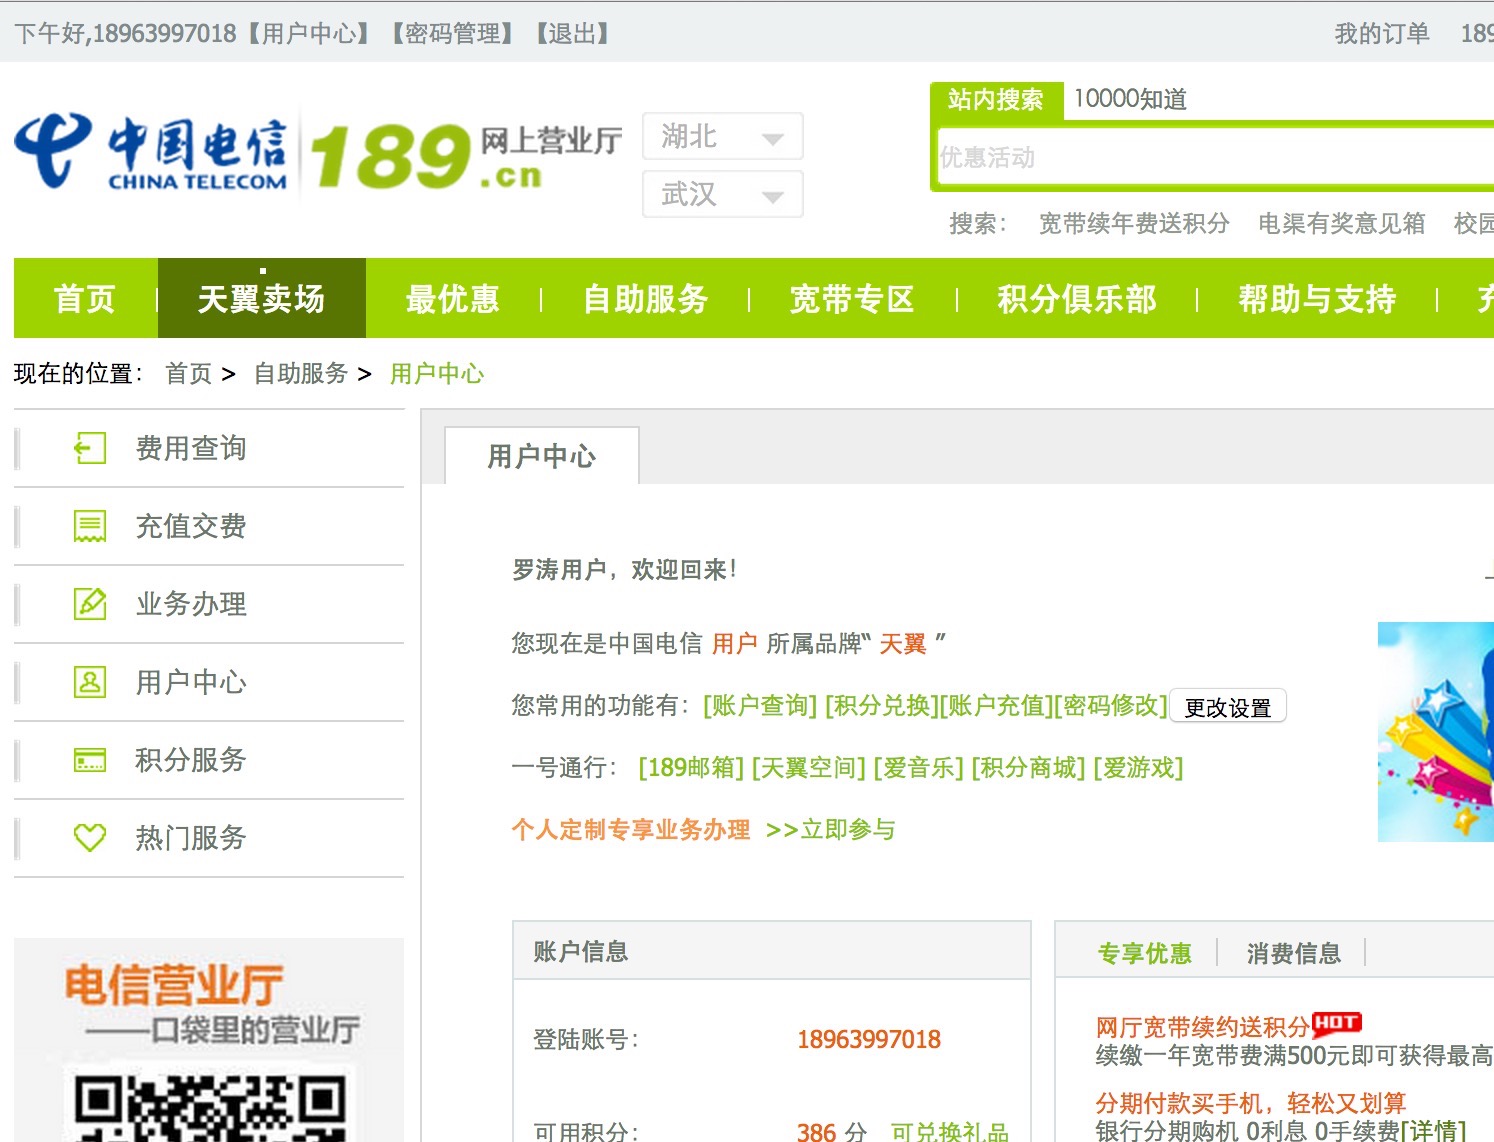 下午好,18963997018【用户中心】 【密码管理】 【退出】 我的订单 189
中国电信 CHINA TELECOM 189.cn 网上营业厅
湖北
武汉
站内搜索 10000知道
优惠活动
搜索: 宽带续年费送积分 电渠有奖意见箱 校园
首页 天翼卖场 最优惠 自助服务 宽带专区 积分俱乐部 帮助与支持
现在的位置: 首页 > 自助服务 > 用户中心
费用查询
充值交费
业务办理
用户中心
积分服务
热门服务
电信营业厅
——口袋里的营业厅
用户中心
罗涛用户，欢迎回来!
您现在是中国电信 用户 所属品牌“ 天翼 ”
您常用的功能有: [账户查询] [积分兑换][账户充值][密码修改] 更改设置
一号通行: [189邮箱] [天翼空间] [爱音乐] [积分商城] [爱游戏]
个人定制专享业务办理 >>立即参与
账户信息
登陆账号: 18963997018
可用积分: 386 分 可兑换礼品
专享优惠 消费信息
网厅宽带续约送积分 HOT
续缴一年宽带费满500元即可获得最高
分期付款买手机，轻松又划算
银行分期购机 0利息 0手续费[详情]